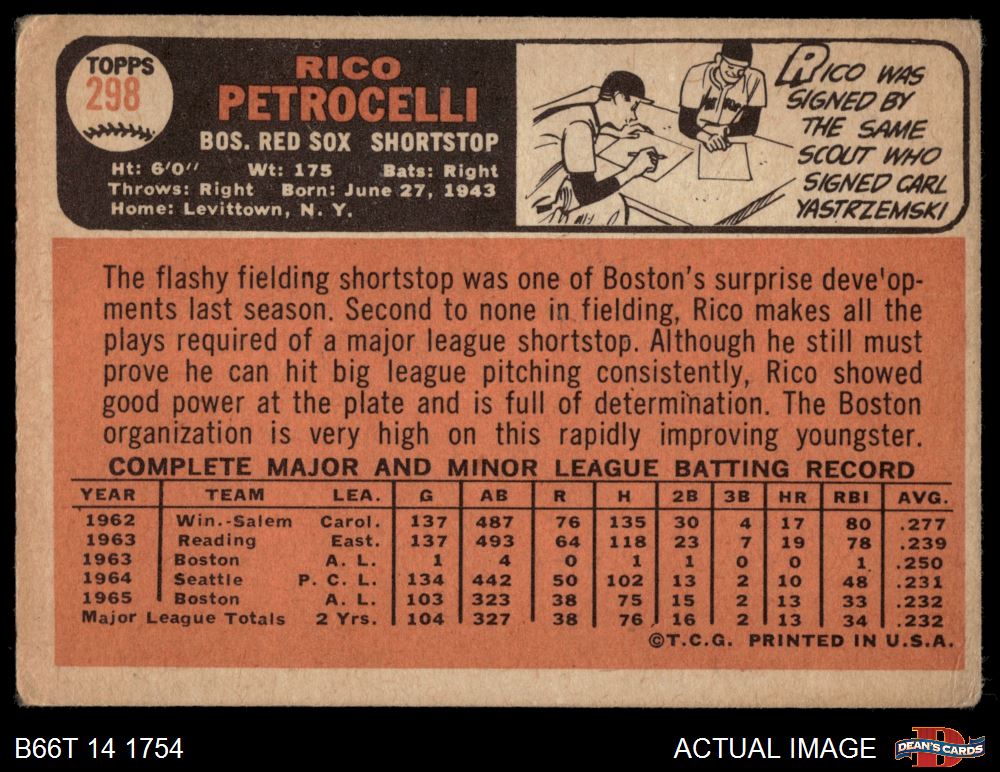 TOPPS
298
RICO
PETROCELLI
BOS. RED SOX SHORTSTOP
Ht: 6'0" Wt: 175 Bats: Right
Throws: Right Born: June 27, 1943
Home: Levittown, N. Y.
RICO WAS
SIGNED BY
THE SAME
SCOUT WHO
SIGNED CARL
YASTRZEMSKI
The flashy fielding shortstop was one of Boston's surprise deve'op-
ments last season. Second to none in fielding, Rico makes all the
plays required of a major league shortstop. Although he still must
prove he can hit big league pitching consistently, Rico showed
good power at the plate and is full of determination. The Boston
organization is very high on this rapidly improving youngster.
COMPLETE MAJOR AND MINOR LEAGUE BATTING RECORD
YEAR TEAM LEA. G AB R H 2B 3B HR RBI AVG.
1962 Win.-Salem Carol. 137 487 76 135 30 4 17 80 .277
1963 Reading East. 137 493 64 118 23 7 19 78 .239
1963 Boston A. L. 1 4 0 1 1 0 0 1 .250
1964 Seattle P. C. L. 134 442 50 102 13 2 10 48 .231
1965 Boston A. L. 103 323 38 75 15 2 13 33 .232
Major League Totals 2 Yrs. 104 327 38 76 16 2 13 34 .232
©T.C.G. PRINTED IN U.S.A.
B66T 14 1754
ACTUAL IMAGE
D
DEAN'S CARDS